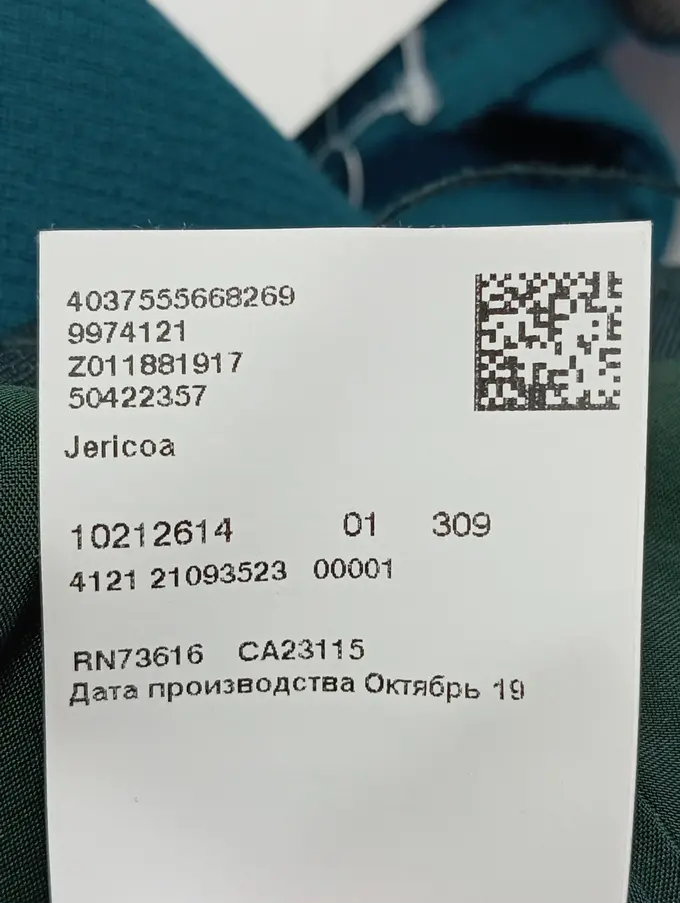 4037555668269
9974121
Z011881917
50422357
Jericoa
10212614 01 309
4121 21093523 00001
RN73616 CA23115
Дата производства Октябрь 19